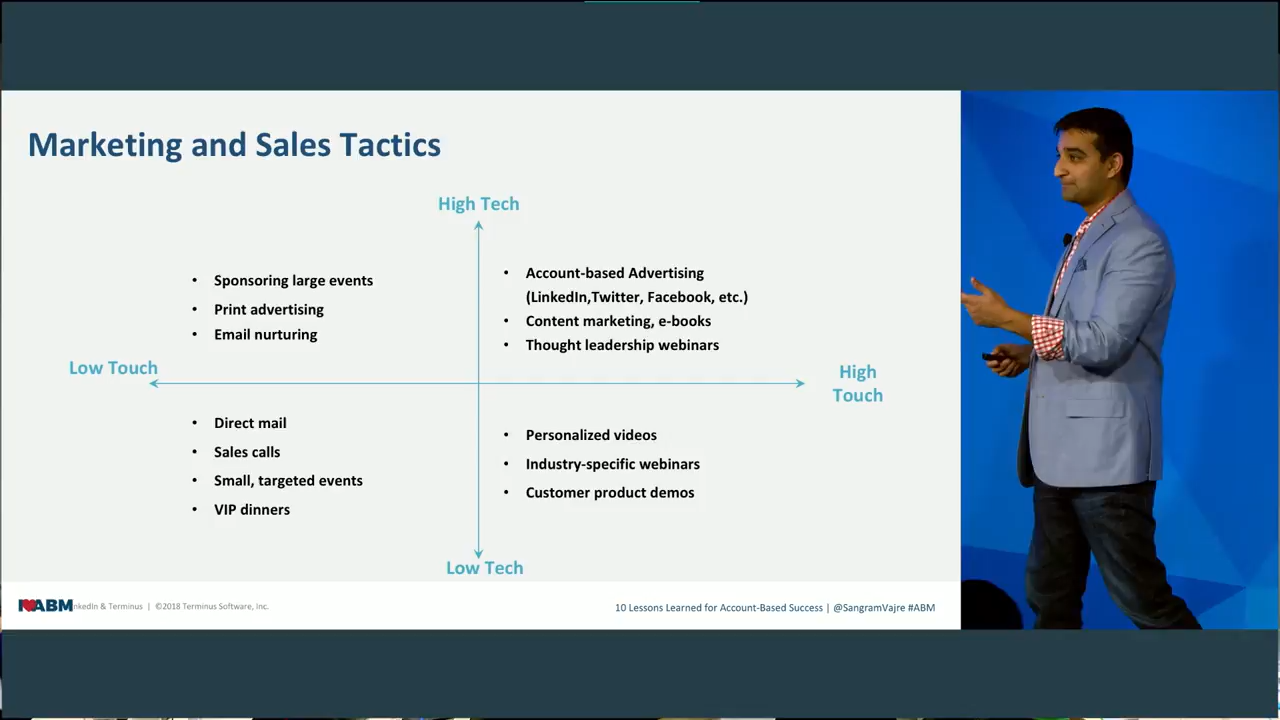 Marketing and Sales Tactics
High Tech
• Sponsoring large events
• Print advertising
• Email nurturing
• Account-based Advertising
(LinkedIn,Twitter, Facebook, etc.)
• Content marketing, e-books
• Thought leadership webinars
Low Touch
High
Touch
• Direct mail
• Sales calls
• Small, targeted events
• VIP dinners
• Personalized videos
• Industry-specific webinars
• Customer product demos
Low Tech
ABM
& Terminus | ©2018 Terminus Software, Inc.
10 Lessons Learned for Account-Based Success | @SangramVajre #ABM